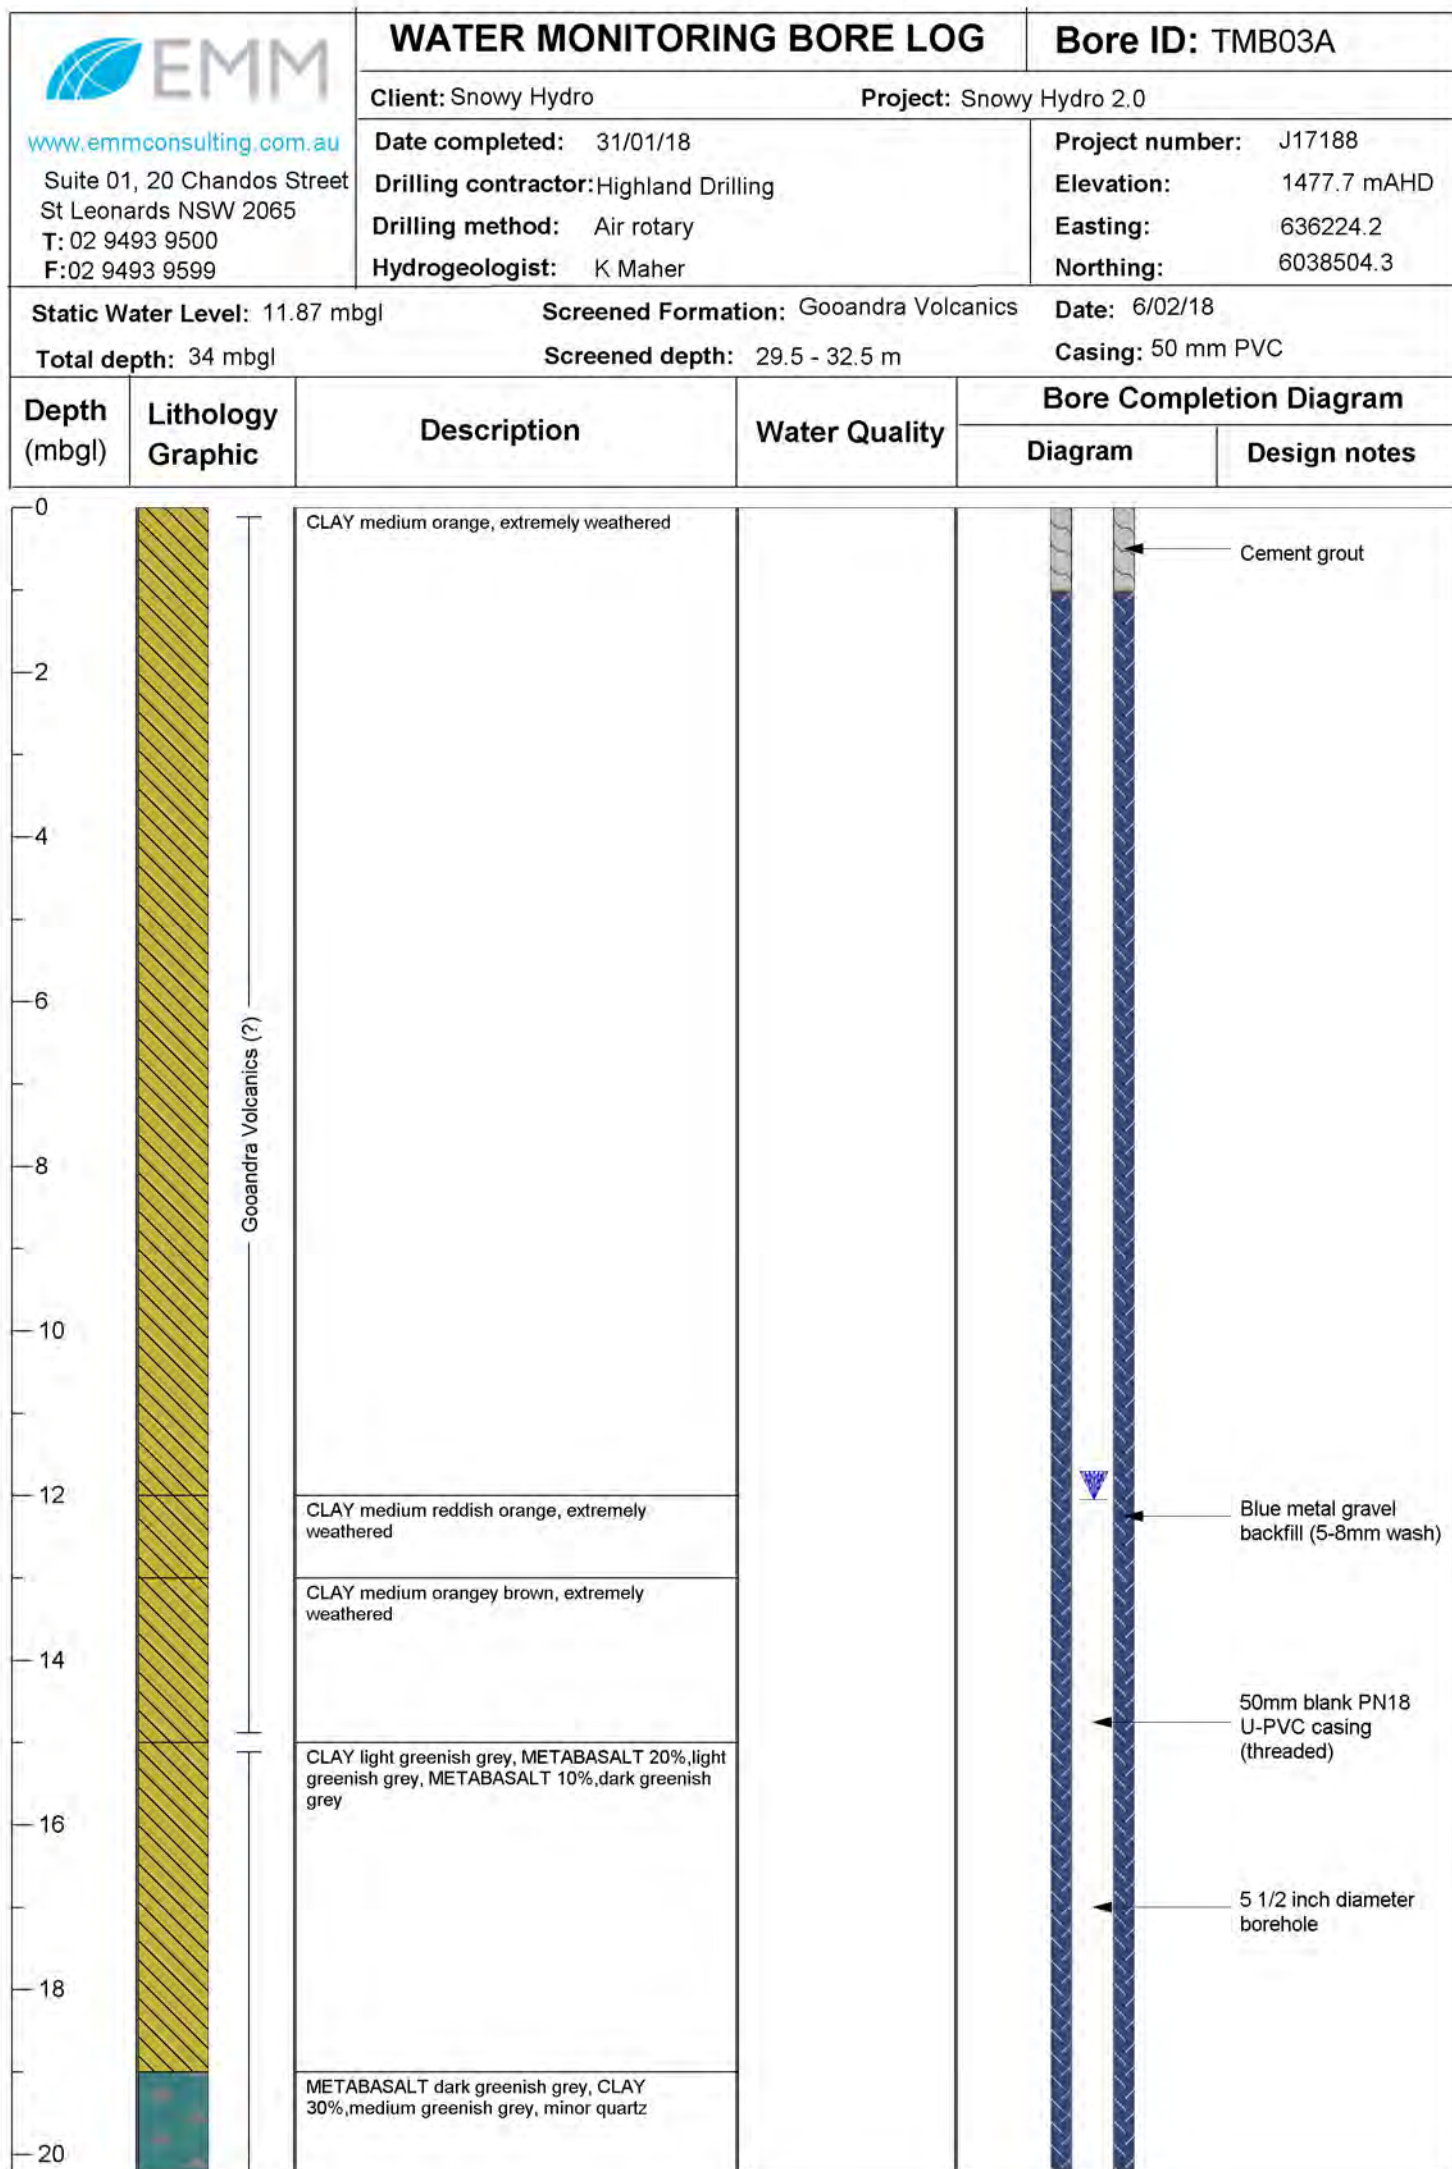 EMM
www.emmconsulting.com.au
Suite 01, 20 Chandos Street
St Leonards NSW 2065
T: 02 9493 9500
F:02 9493 9599
WATER MONITORING BORE LOG
Bore ID: TMB03A
Client: Snowy Hydro
Project: Snowy Hydro 2.0
Date completed: 31/01/18
Drilling contractor: Highland Drilling
Drilling method: Air rotary
Hydrogeologist: K Maher
Project number: J17188
Elevation: 1477.7 mAHD
Easting: 636224.2
Northing: 6038504.3
Static Water Level: 11.87 mbgl
Screened Formation: Gooandra Volcanics
Date: 6/02/18
Total depth: 34 mbgl
Screened depth: 29.5 - 32.5 m
Casing: 50 mm PVC
Depth
(mbgl)
Lithology
Graphic
Description
Water Quality
Bore Completion Diagram
Diagram
Design notes
0
CLAY medium orange, extremely weathered
Cement grout
2
4
6
Gooandra Volcanics (?)
8
10
12
CLAY medium reddish orange, extremely
weathered
Blue metal gravel
backfill (5-8mm wash)
CLAY medium orangey brown, extremely
weathered
14
50mm blank PN18
U-PVC casing
(threaded)
CLAY light greenish grey, METABASALT 20%,light
greenish grey, METABASALT 10%,dark greenish
grey
16
5 1/2 inch diameter
borehole
18
METABASALT dark greenish grey, CLAY
30%,medium greenish grey, minor quartz
20